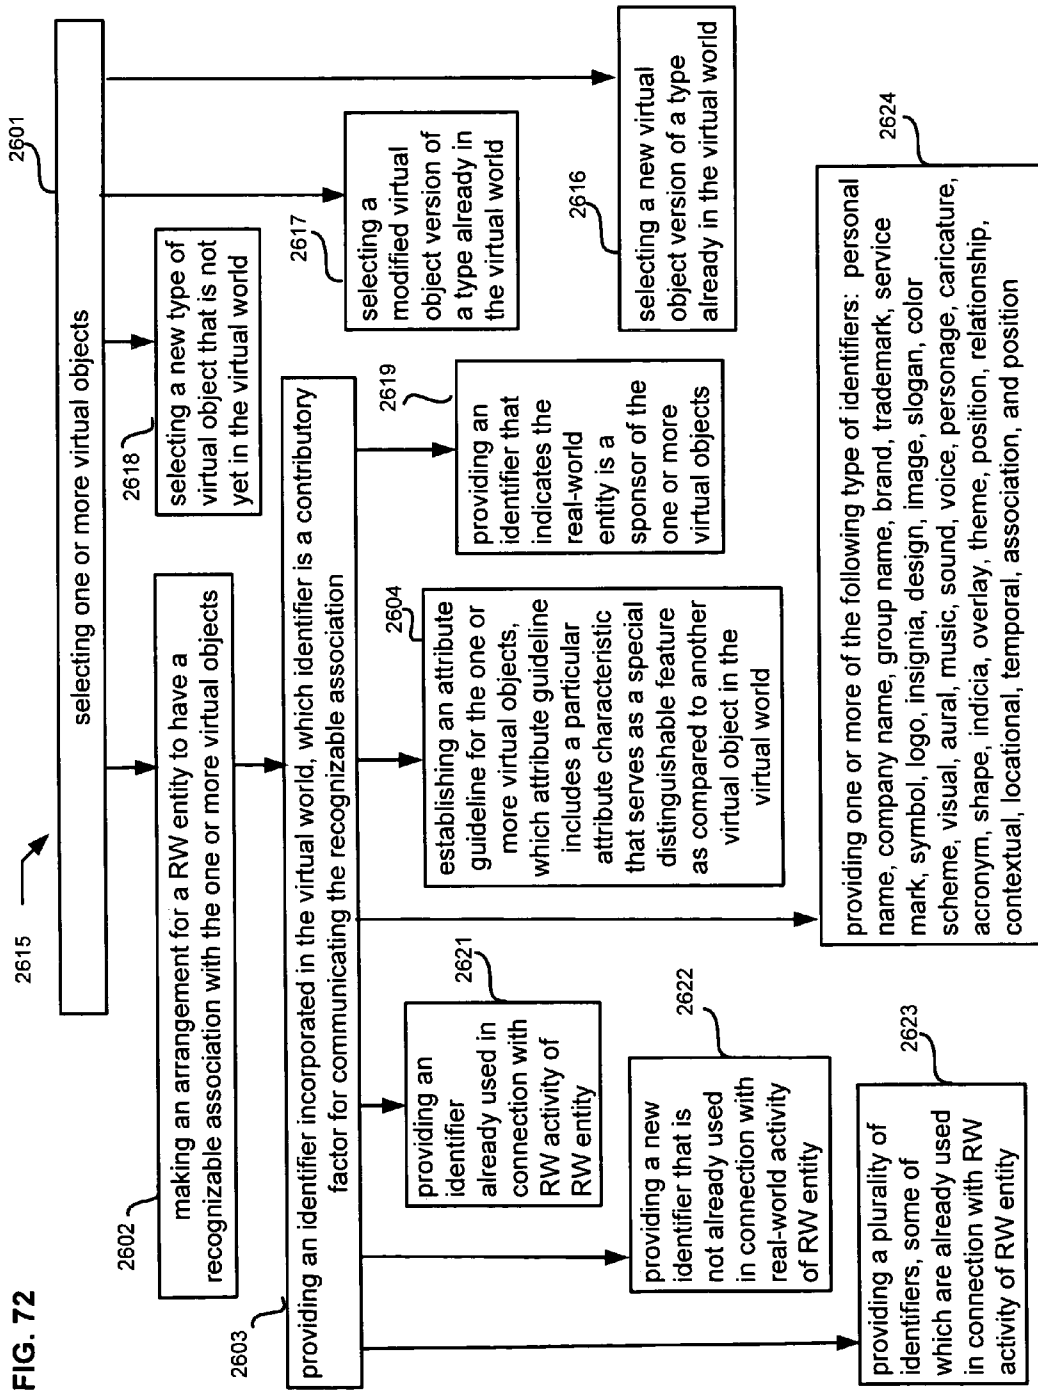 FIG. 72
2615
2601
selecting one or more virtual objects
2602
making an arrangement for a RW entity to have a
recognizable association with the one or more virtual objects
2618
selecting a new type of
virtual object that is not
yet in the virtual world
2617
selecting a
modified virtual
object version of
a type already in
the virtual world
2616
selecting a new virtual
object version of a type
already in the virtual world
2603
providing an identifier incorporated in the virtual world, which identifier is a contributory
factor for communicating the recognizable association
2621
providing an
identifier
already used in
connection with
RW activity of
RW entity
2604
establishing an attribute
guideline for the one or
more virtual objects,
which attribute guideline
includes a particular
attribute characteristic
that serves as a special
distinguishable feature
as compared to another
virtual object in the
virtual world
2619
providing an
identifier that
indicates the
real-world
entity is a
sponsor of the
one or more
virtual objects
2622
providing a new
identifier that is
not already used
in connection with
real-world activity
of RW entity
2623
providing a plurality of
identifiers, some of
which are already used
in connection with RW
activity of RW entity
2624
providing one or more of the following type of identifiers: personal
name, company name, group name, brand, trademark, service
mark, symbol, logo, insignia, design, image, slogan, color
scheme, visual, aural, music, sound, voice, personage, caricature,
acronym, shape, indicia, overlay, theme, position, relationship,
contextual, locational, temporal, association, and position